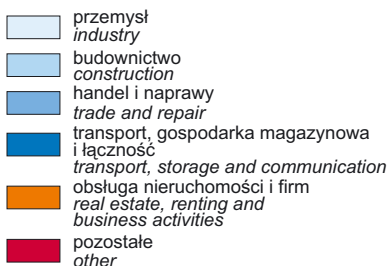 przemysł
industry
budownictwo
construction
handel i naprawy
trade and repair
transport, gospodarka magazynowa
i łączność
transport, storage and communication
obsługa nieruchomości i firm
real estate, renting and
business activities
pozostałe
other